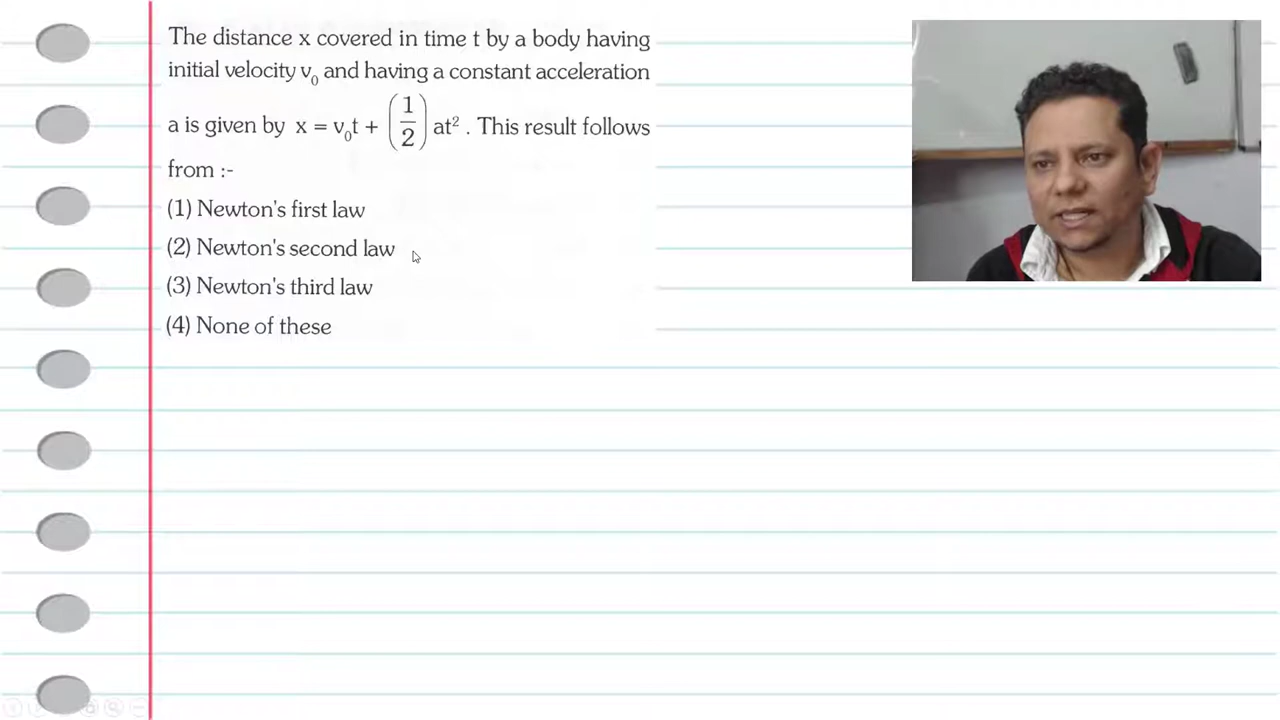 The distance x covered in time t by a body having
initial velocity v₀ and having a constant acceleration
a is given by x = v₀t + (1/2) at² . This result follows
from :-
(1) Newton's first law
(2) Newton's second law
(3) Newton's third law
(4) None of these